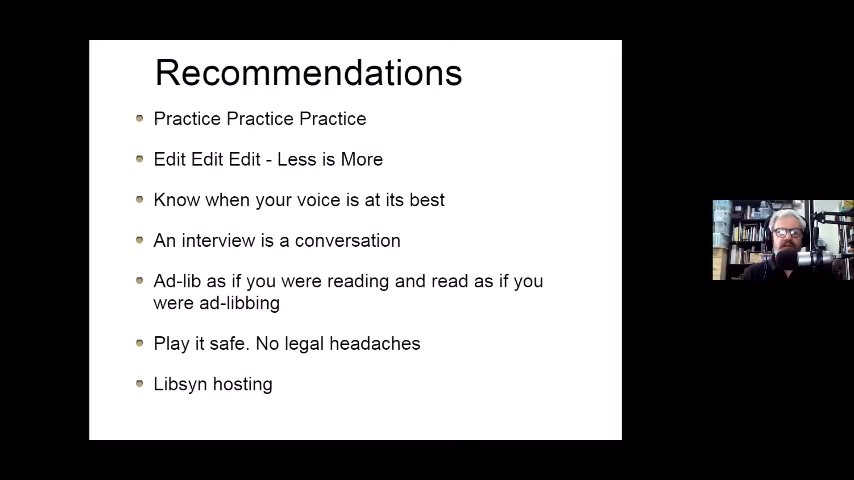 Recommendations
Practice Practice Practice
Edit Edit Edit - Less is More
Know when your voice is at its best
An interview is a conversation
Ad-lib as if you were reading and read as if you
were ad-libbing
Play it safe. No legal headaches
Libsyn hosting